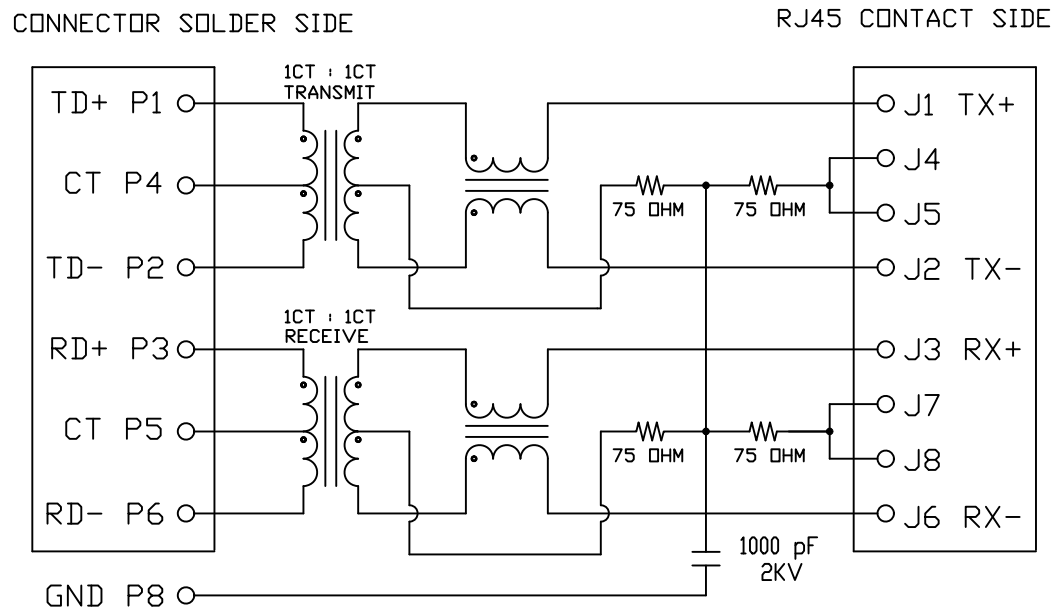 CONNECTOR SOLDER SIDE
RJ45 CONTACT SIDE
1CT : 1CT
TRANSMIT
TD+ P1
J1 TX+
J4
CT P4
75 OHM
75 OHM
J5
TD- P2
J2 TX-
1CT : 1CT
RECEIVE
RD+ P3
J3 RX+
J7
CT P5
75 OHM
75 OHM
J8
RD- P6
J6 RX-
1000 pF
2KV
GND P8